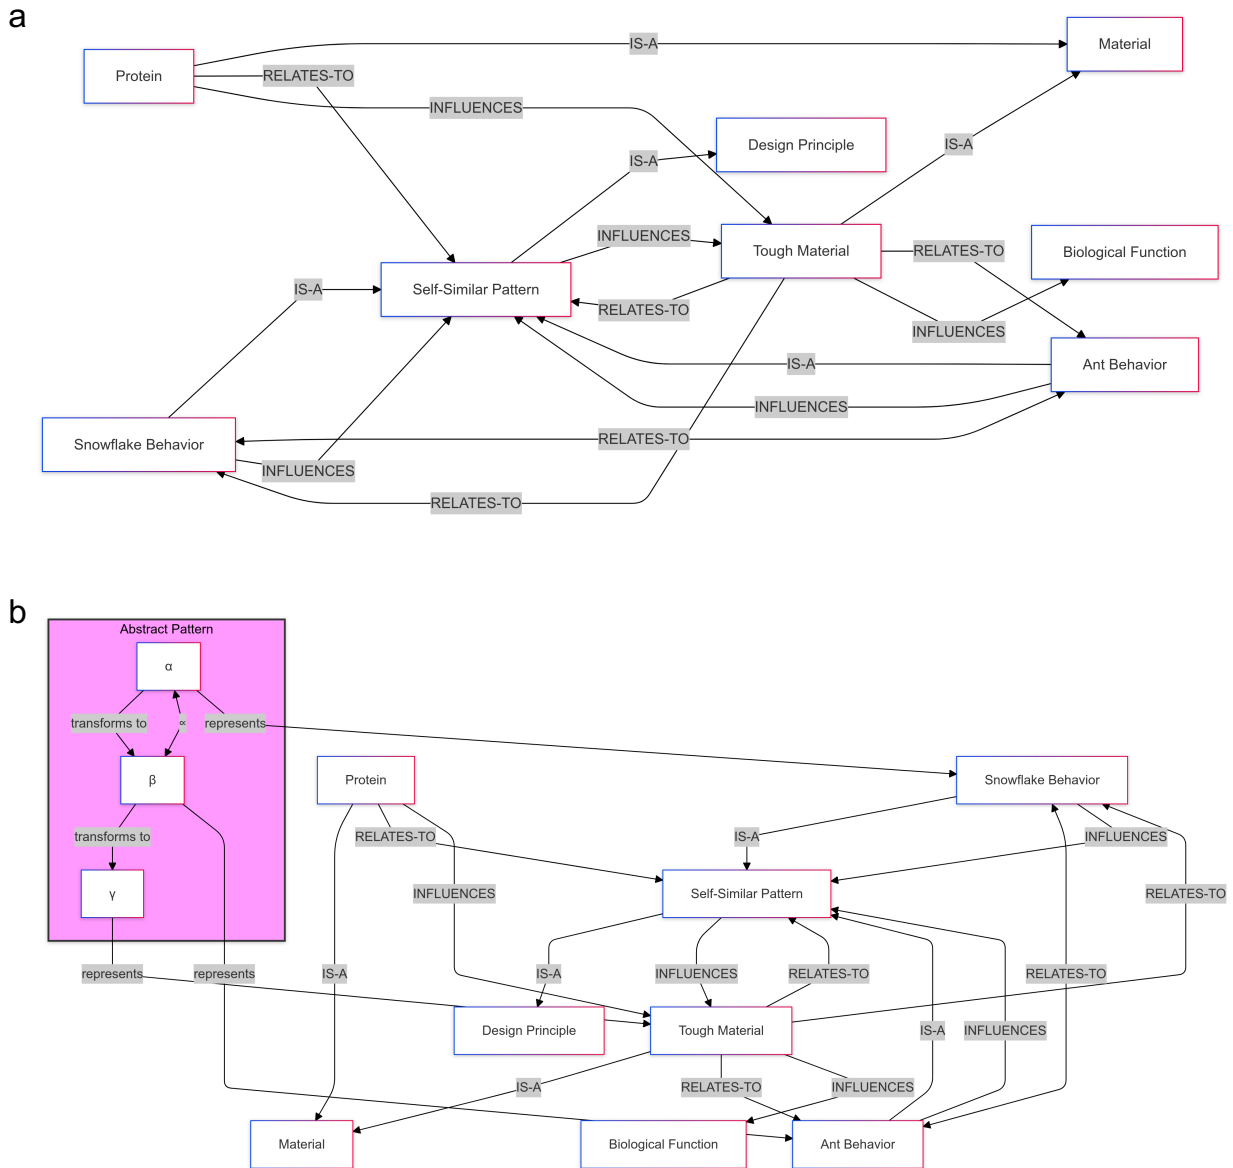 a
IS-A
Material
Protein
RELATES-TO
INFLUENCES
Design Principle
IS-A
IS-A
INFLUENCES
Tough Material
RELATES-TO
Biological Function
IS-A
Self-Similar Pattern
RELATES-TO
INFLUENCES
IS-A
Ant Behavior
INFLUENCES
Snowflake Behavior
RELATES-TO
INFLUENCES
RELATES-TO
b
Abstract Pattern
α
transforms to
∝
represents
β
Protein
Snowflake Behavior
transforms to
RELATES-TO
IS-A
INFLUENCES
γ
INFLUENCES
Self-Similar Pattern
RELATES-TO
represents
represents
IS-A
IS-A
INFLUENCES
RELATES-TO
RELATES-TO
Design Principle
Tough Material
IS-A
INFLUENCES
IS-A
RELATES-TO
INFLUENCES
Material
Biological Function
Ant Behavior